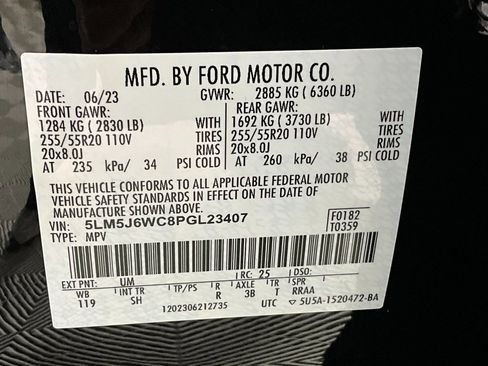 MFD. BY FORD MOTOR CO.
DATE: 06/23 GVWR: 2885 KG (6360 LB)
FRONT GAWR: REAR GAWR:
1284 KG (2830 LB) 1692 KG (3730 LB)
255/55R20 110V TIRES 255/55R20 110V TIRES
20x8.0J RIMS 20x8.0J RIMS
AT 235 kPa/ 34 PSI COLD AT 260 kPa/ 38 PSI COLD
THIS VEHICLE CONFORMS TO ALL APPLICABLE FEDERAL MOTOR
VEHICLE SAFETY AND
THEFT PREVENTION STANDARDS IN EFFECT ON THE DATE OF
MANUFACTURE SHOWN ABOVE.
VIN: 5LM5J6WC8PGL23407 F0182
TYPE: MPV T0359
EXT PNT: UM RC: 25 DSO:
WB INT TR TP/PS R AXLE TR SPR
119 SH R 3B T RRAA
1202306212735 UTC 5U5A-1520472-BA